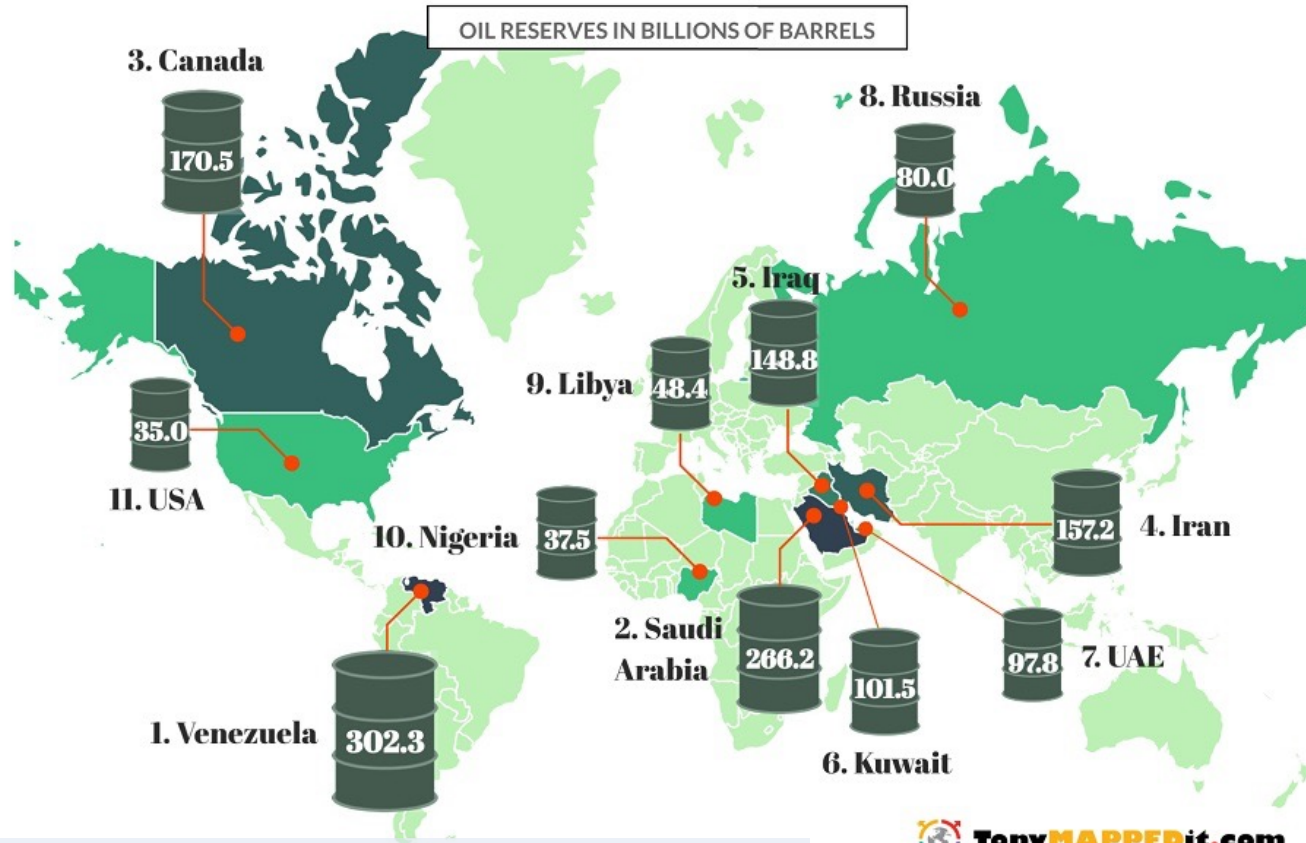 OIL RESERVES IN BILLIONS OF BARRELS
3. Canada
170.5
8. Russia
80.0
5. Iraq
148.8
9. Libya
48.4
35.0
11. USA
10. Nigeria
37.5
157.2
4. Iran
2. Saudi
Arabia
266.2
101.5
6. Kuwait
97.8
7. UAE
1. Venezuela
302.3
TonyMAPPEDit.com